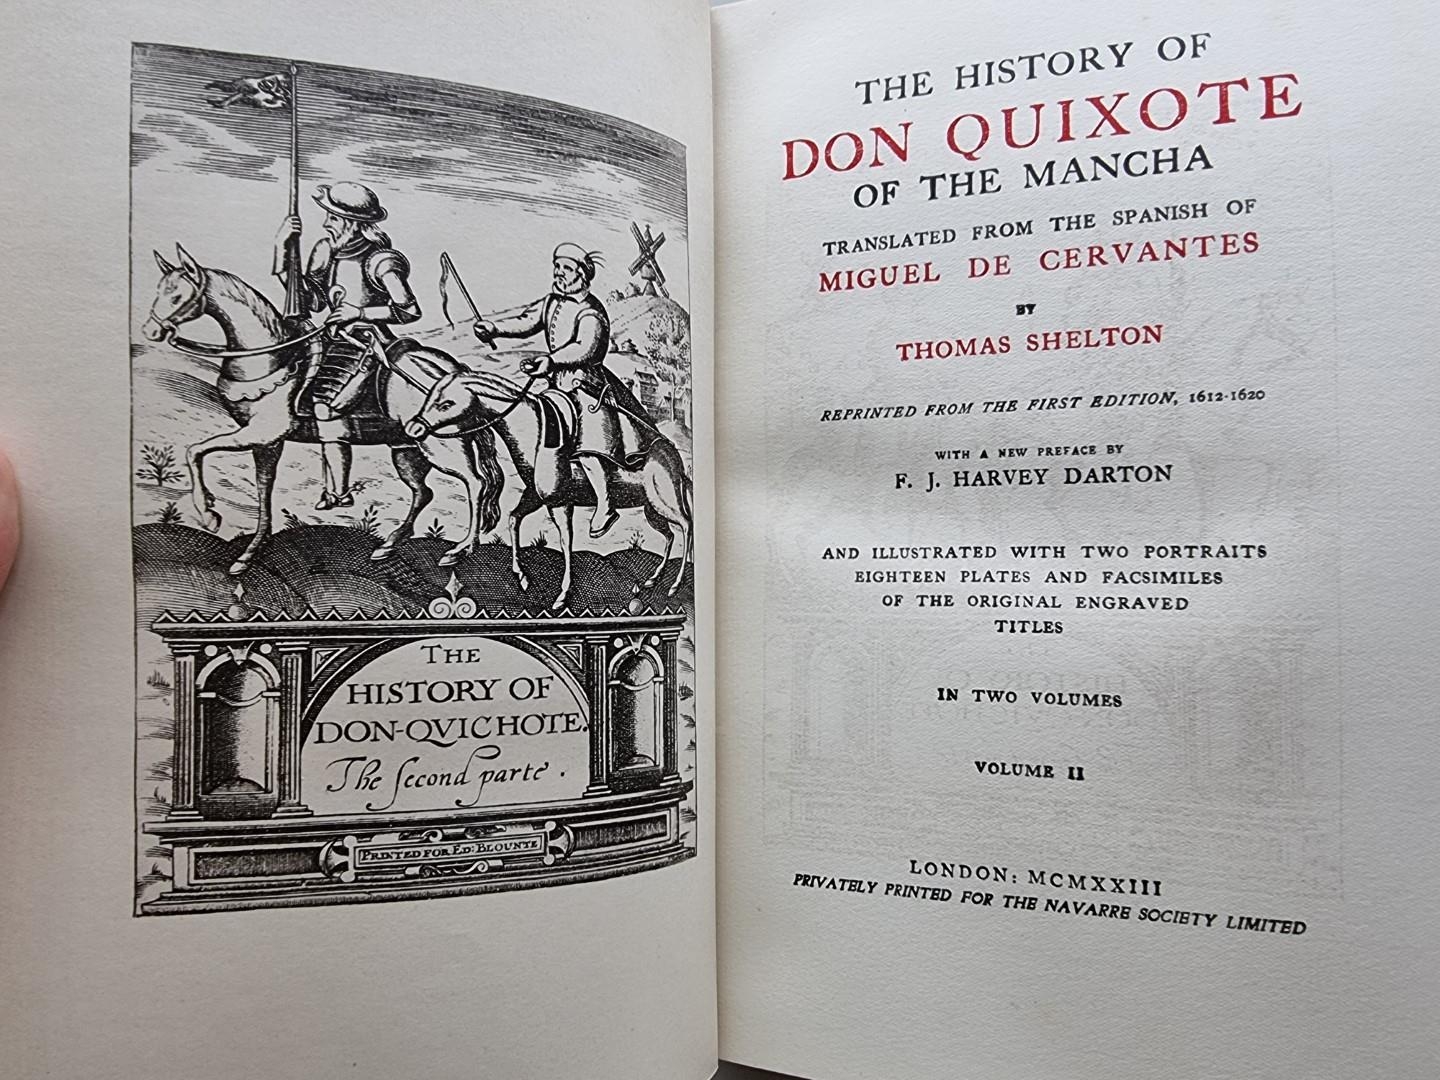 THE
HISTORY OF
DON-QVICHOTE.
The second parte.
PRINTED FOR ED: BLOUNTE
THE HISTORY OF
DON QUIXOTE
OF THE MANCHA
TRANSLATED FROM THE SPANISH OF
MIGUEL DE CERVANTES
BY
THOMAS SHELTON
REPRINTED FROM THE FIRST EDITION, 1612-1620
WITH A NEW PREFACE BY
F. J. HARVEY DARTON
AND ILLUSTRATED WITH TWO PORTRAITS
EIGHTEEN PLATES AND FACSIMILES
OF THE ORIGINAL ENGRAVED
TITLES
IN TWO VOLUMES
VOLUME II
LONDON: MCMXXIII
PRIVATELY PRINTED FOR THE NAVARRE SOCIETY LIMITED